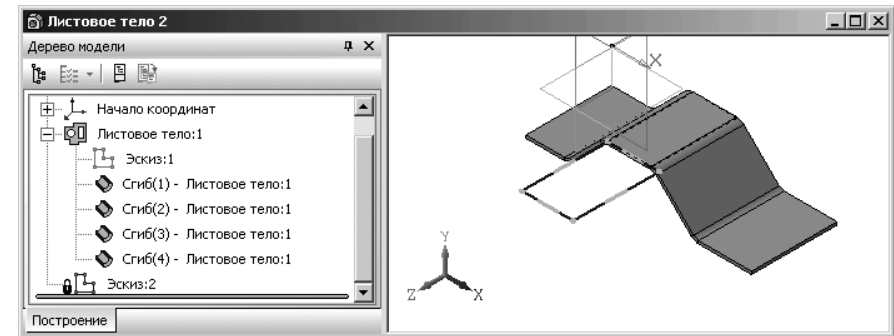 Листовое тело 2
Дерево модели
Начало координат
Листовое тело:1
Эскиз:1
Сгиб(1) - Листовое тело:1
Сгиб(2) - Листовое тело:1
Сгиб(3) - Листовое тело:1
Сгиб(4) - Листовое тело:1
Эскиз:2
Построение
X
Y
Z
X